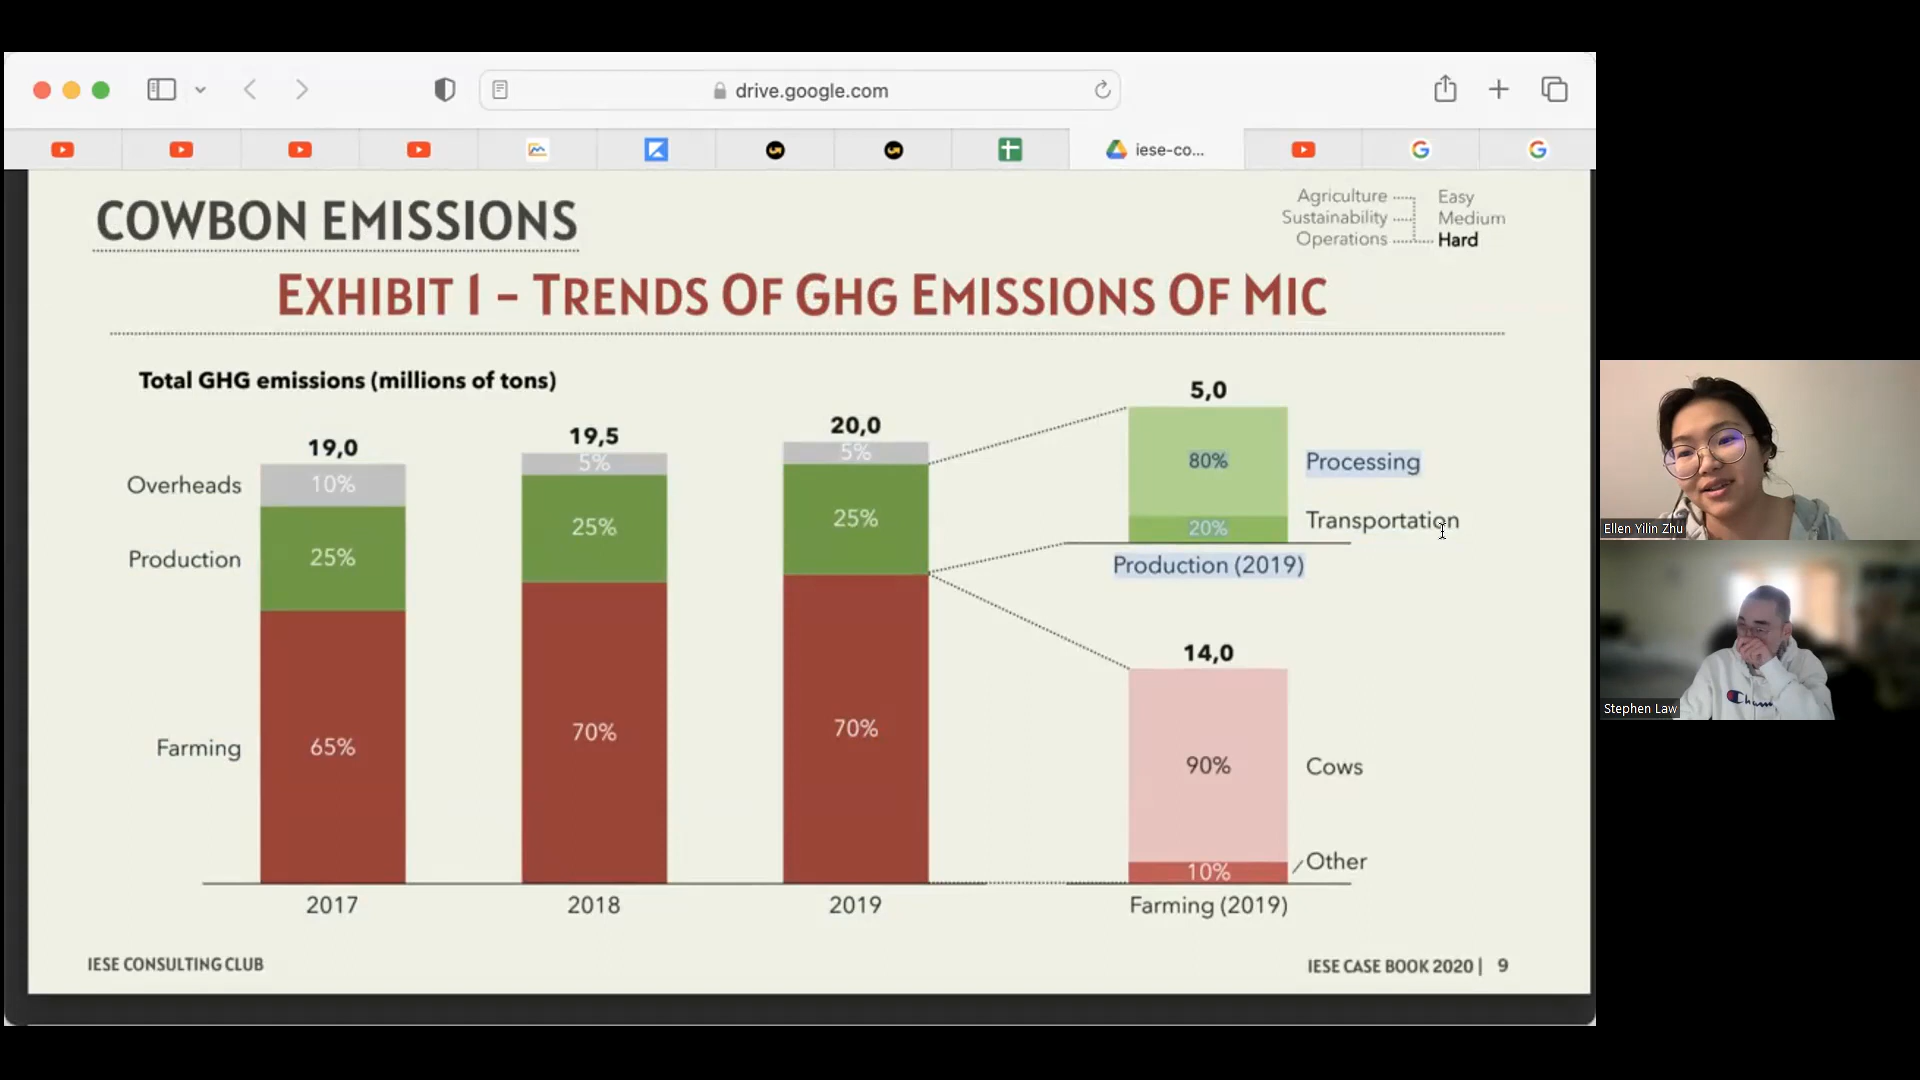 drive.google.com
iese-co...
COWBON EMISSIONS
Agriculture
Sustainability
Operations
Easy
Medium
Hard
EXHIBIT 1 – TRENDS OF GHG EMISSIONS OF MIC
Total GHG emissions (millions of tons)
19,0
19,5
20,0
5,0
Overheads
10%
5%
5%
Production
25%
25%
25%
Farming
65%
70%
70%
2017
2018
2019
80%
Processing
20%
Transportation
Production (2019)
14,0
90%
Cows
10%
Other
Farming (2019)
IESE CONSULTING CLUB
IESE CASE BOOK 2020 | 9
Ellen Yilin Zhu
Stephen Law
Cham